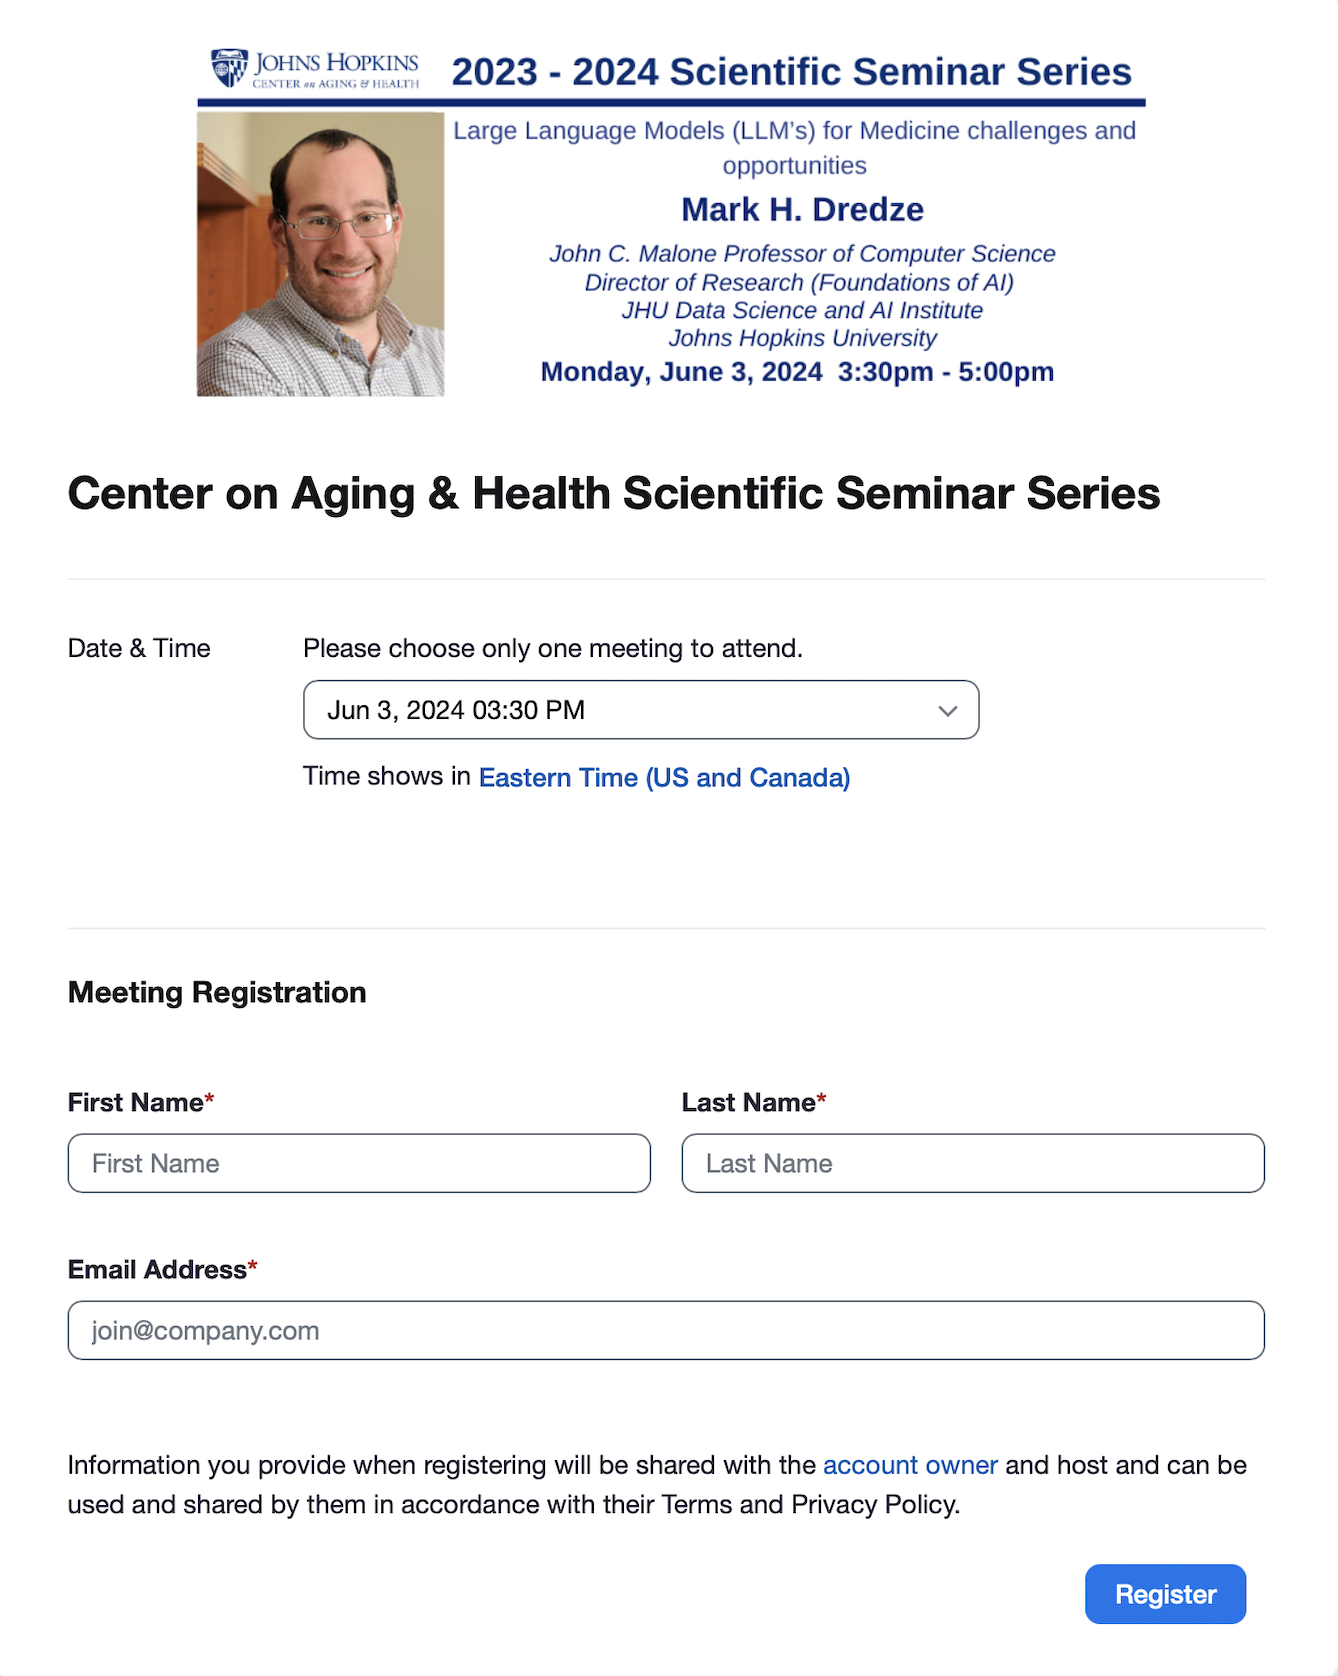 JOHNS HOPKINS
CENTER on AGING & HEALTH
2023 - 2024 Scientific Seminar Series
Large Language Models (LLM's) for Medicine challenges and
opportunities
Mark H. Dredze
John C. Malone Professor of Computer Science
Director of Research (Foundations of AI)
JHU Data Science and AI Institute
Johns Hopkins University
Monday, June 3, 2024  3:30pm - 5:00pm
Center on Aging & Health Scientific Seminar Series
Date & Time
Please choose only one meeting to attend.
Jun 3, 2024 03:30 PM
Time shows in Eastern Time (US and Canada)
Meeting Registration
First Name*
Last Name*
First Name
Last Name
Email Address*
join@company.com
Information you provide when registering will be shared with the account owner and host and can be
used and shared by them in accordance with their Terms and Privacy Policy.
Register